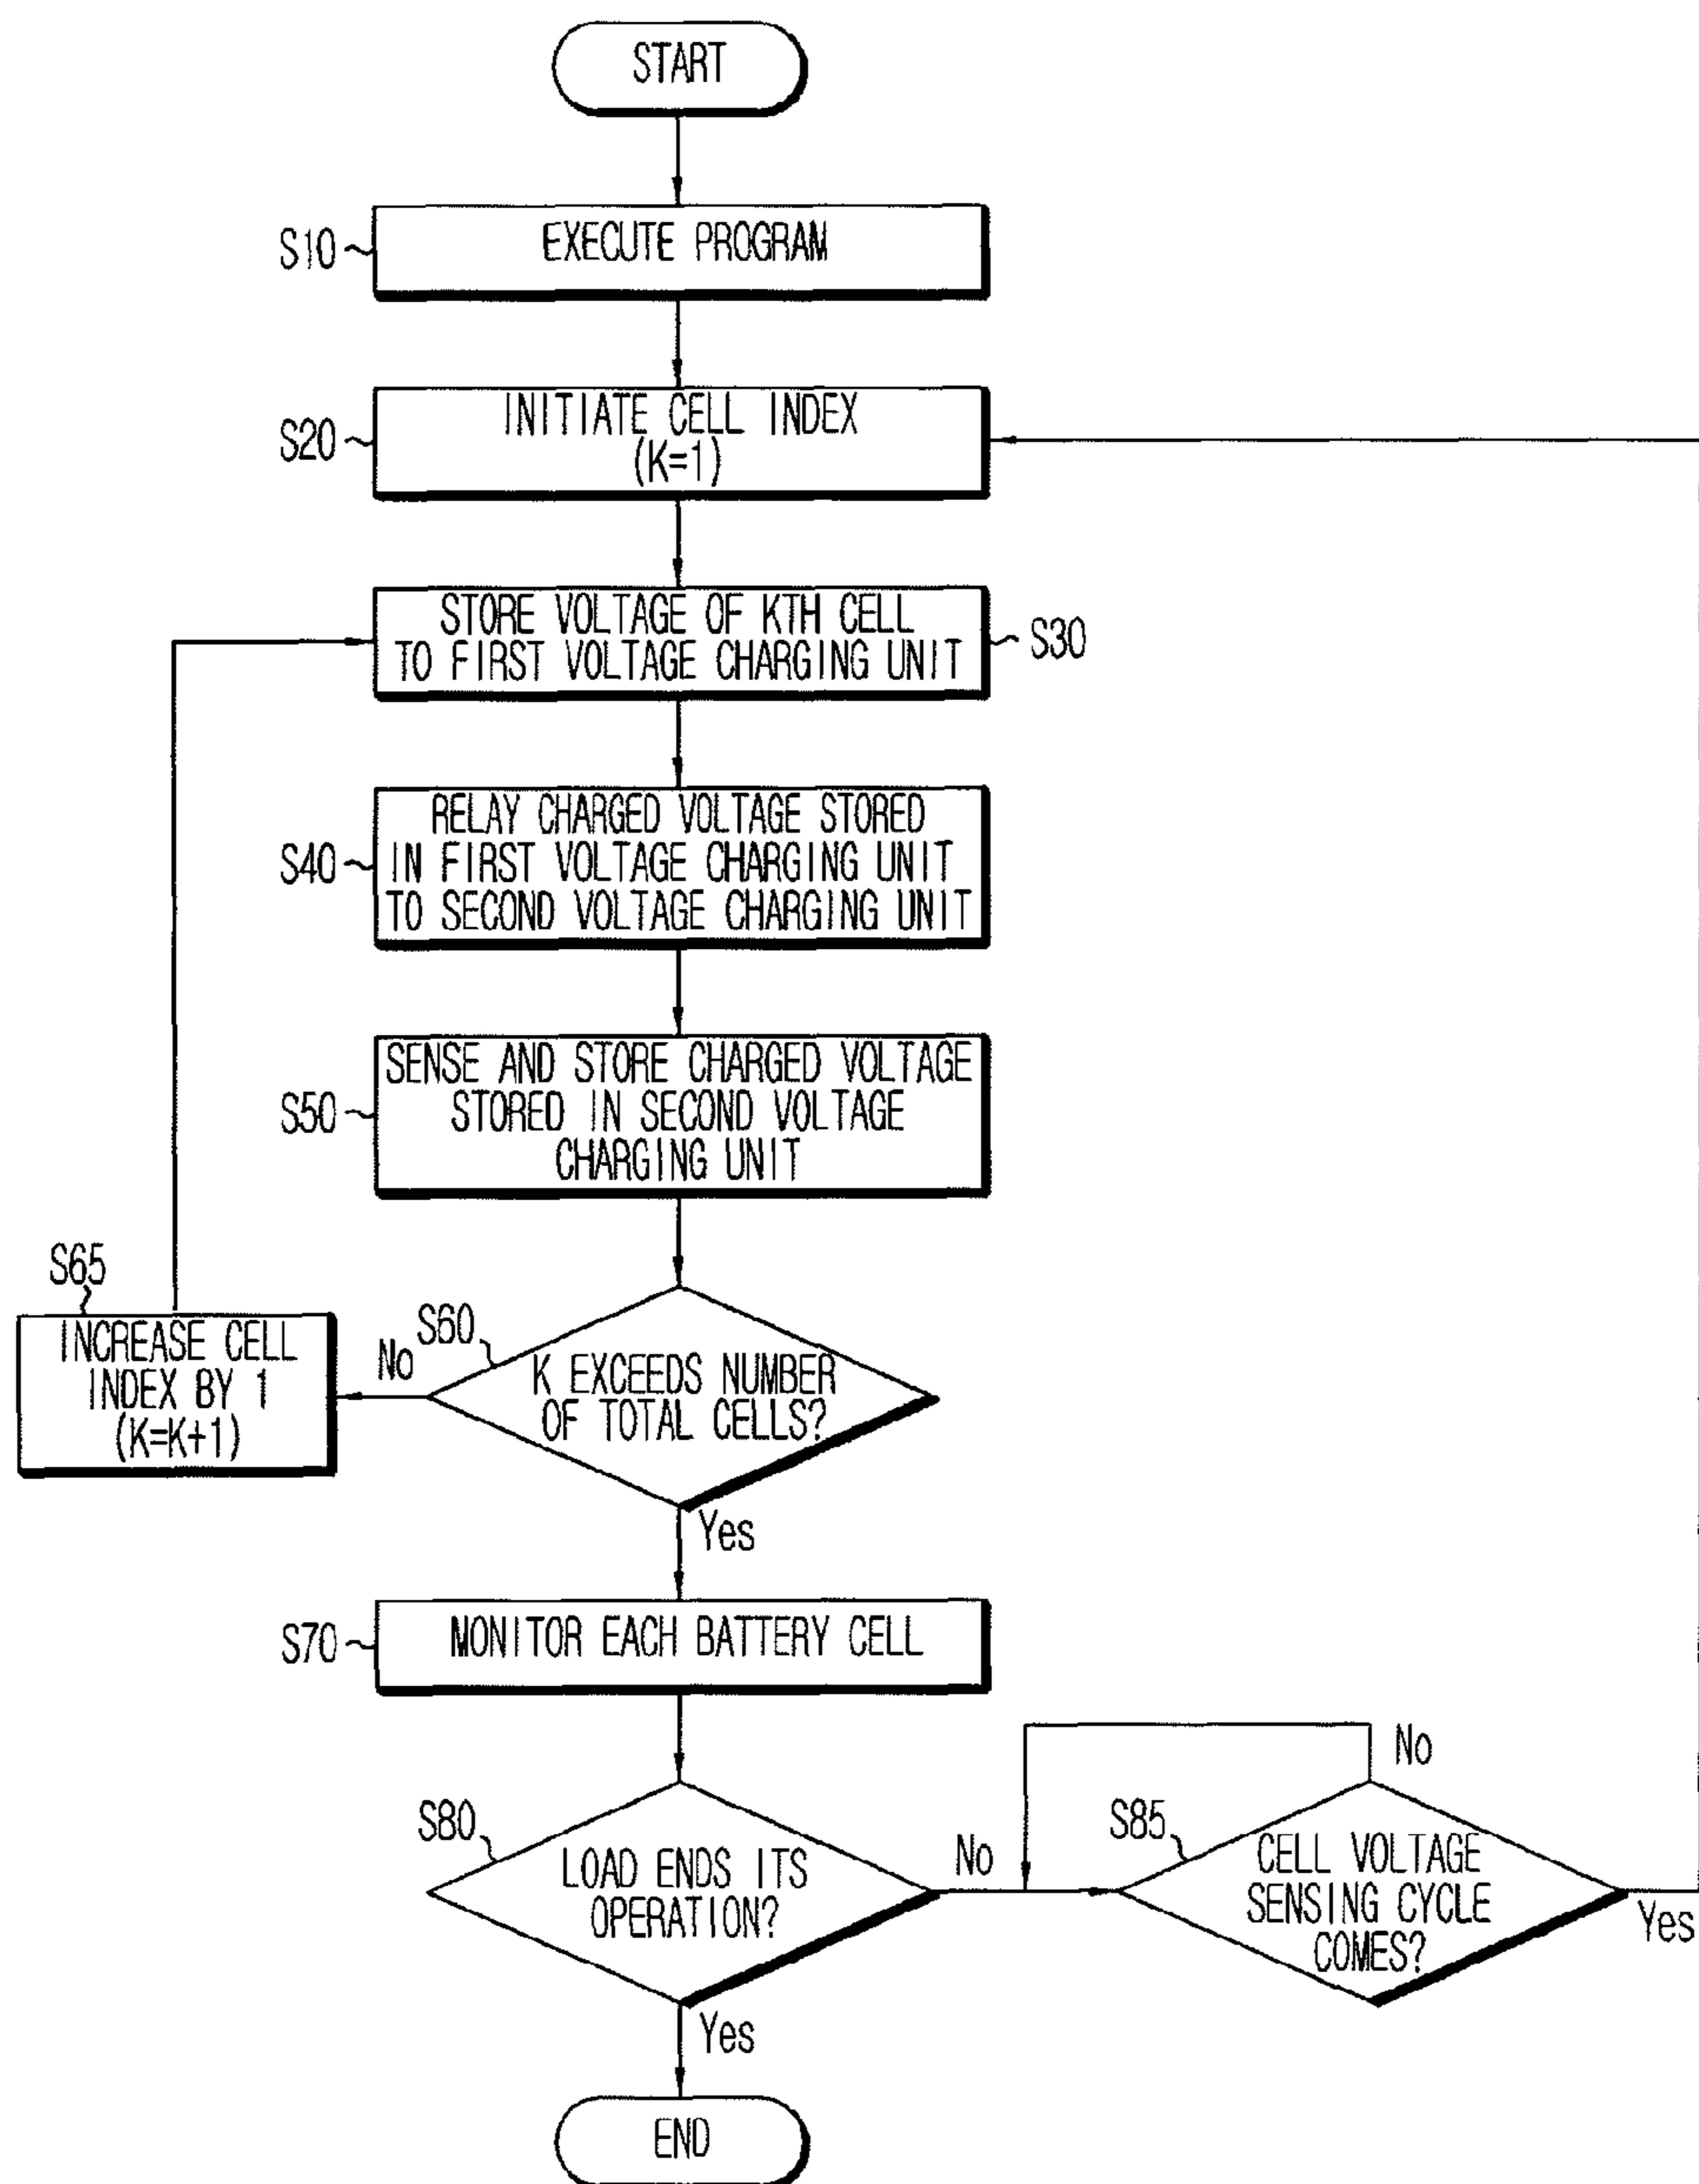 START
S10
EXECUTE PROGRAM
S20
INITIATE CELL INDEX
(K=1)
STORE VOLTAGE OF KTH CELL
TO FIRST VOLTAGE CHARGING UNIT
S30
S40
RELAY CHARGED VOLTAGE STORED
IN FIRST VOLTAGE CHARGING UNIT
TO SECOND VOLTAGE CHARGING UNIT
S50
SENSE AND STORE CHARGED VOLTAGE
STORED IN SECOND VOLTAGE
CHARGING UNIT
S65
INCREASE CELL
INDEX BY 1
(K=K+1)
No
S60
K EXCEEDS NUMBER
OF TOTAL CELLS?
Yes
S70
MONITOR EACH BATTERY CELL
S80
LOAD ENDS ITS
OPERATION?
No
Yes
S85
CELL VOLTAGE
SENSING CYCLE
COMES?
No
Yes
END